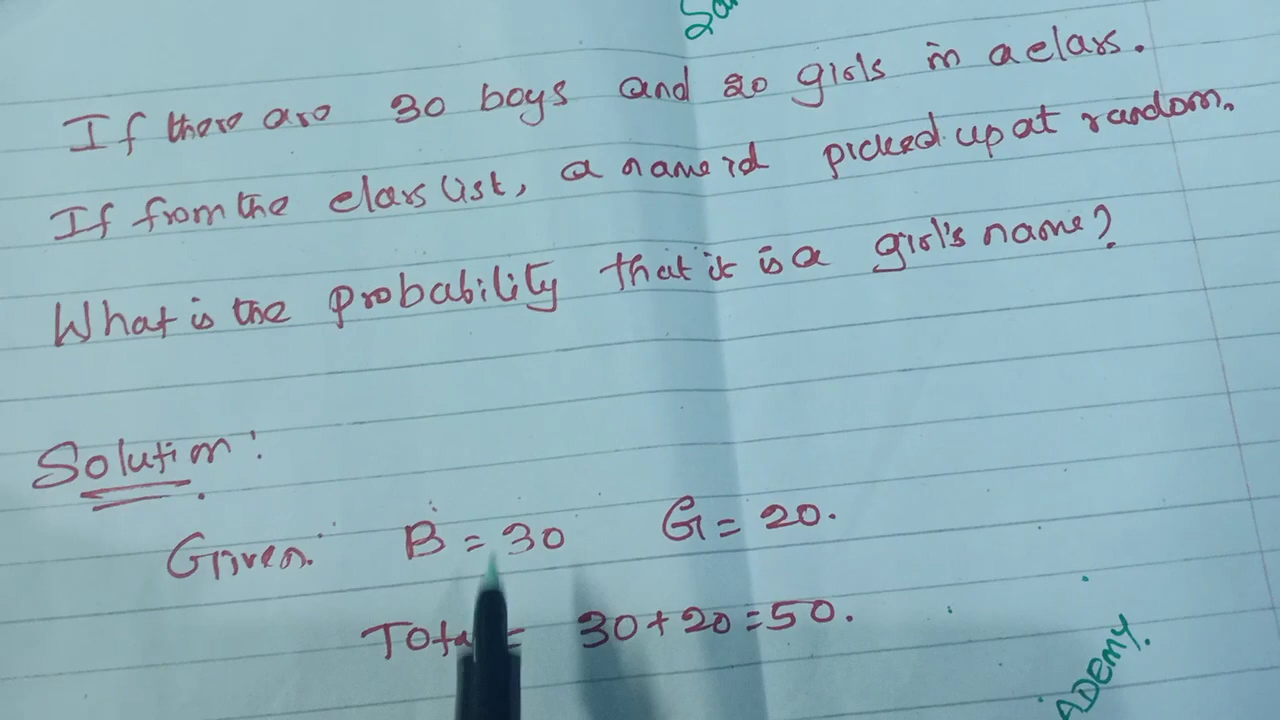 If there are 30 boys and 20 girls in a class.
If from the class list, a name id picked up at random.
What is the probability that it is a girl's name?
Solution:
Given: B = 30 G = 20.
Total = 30 + 20 = 50.
ADEMY.